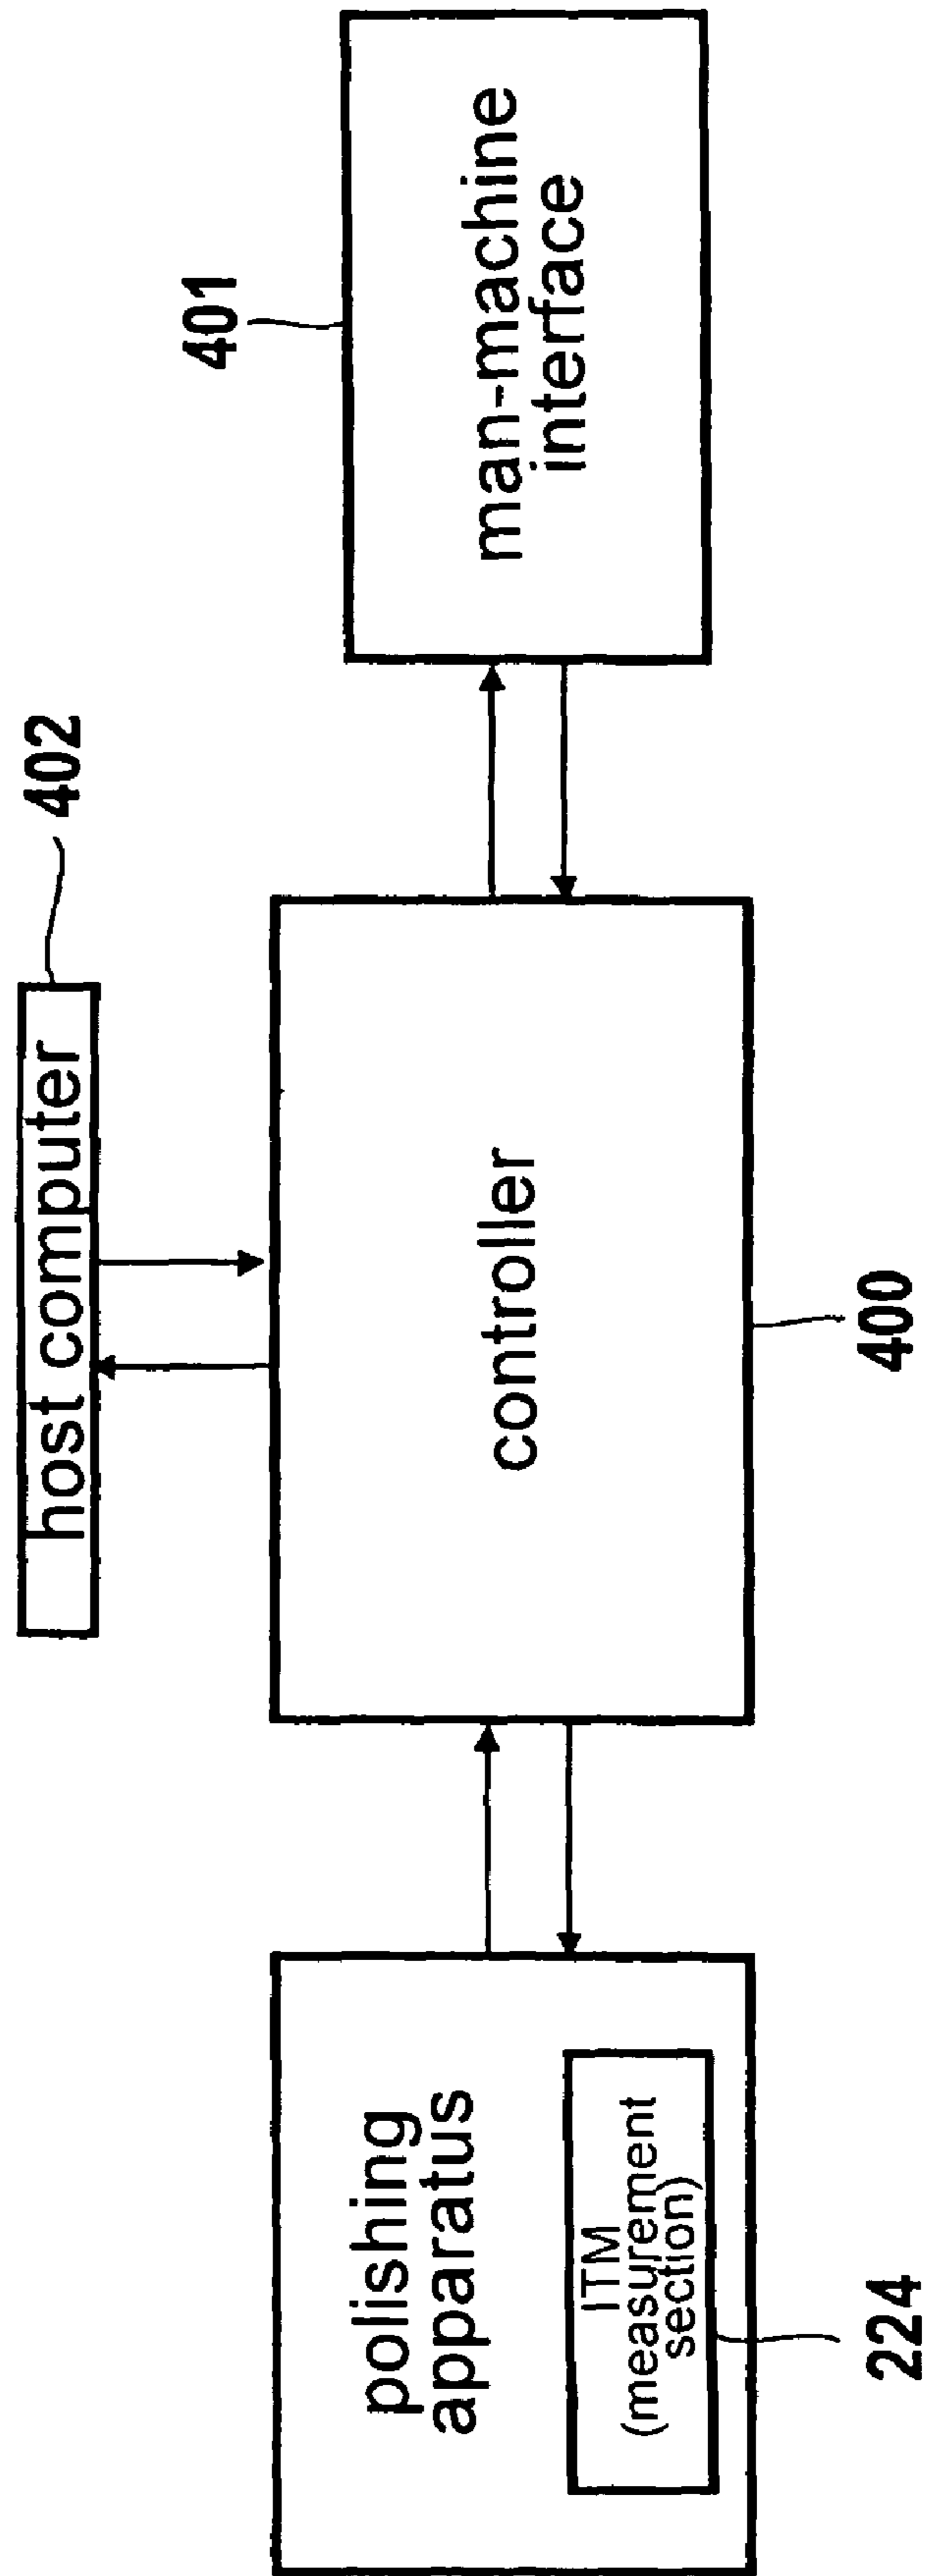 402
host computer
401
polishing
apparatus
ITM
(measurement
section)
controller
man-machine
interface
224
400